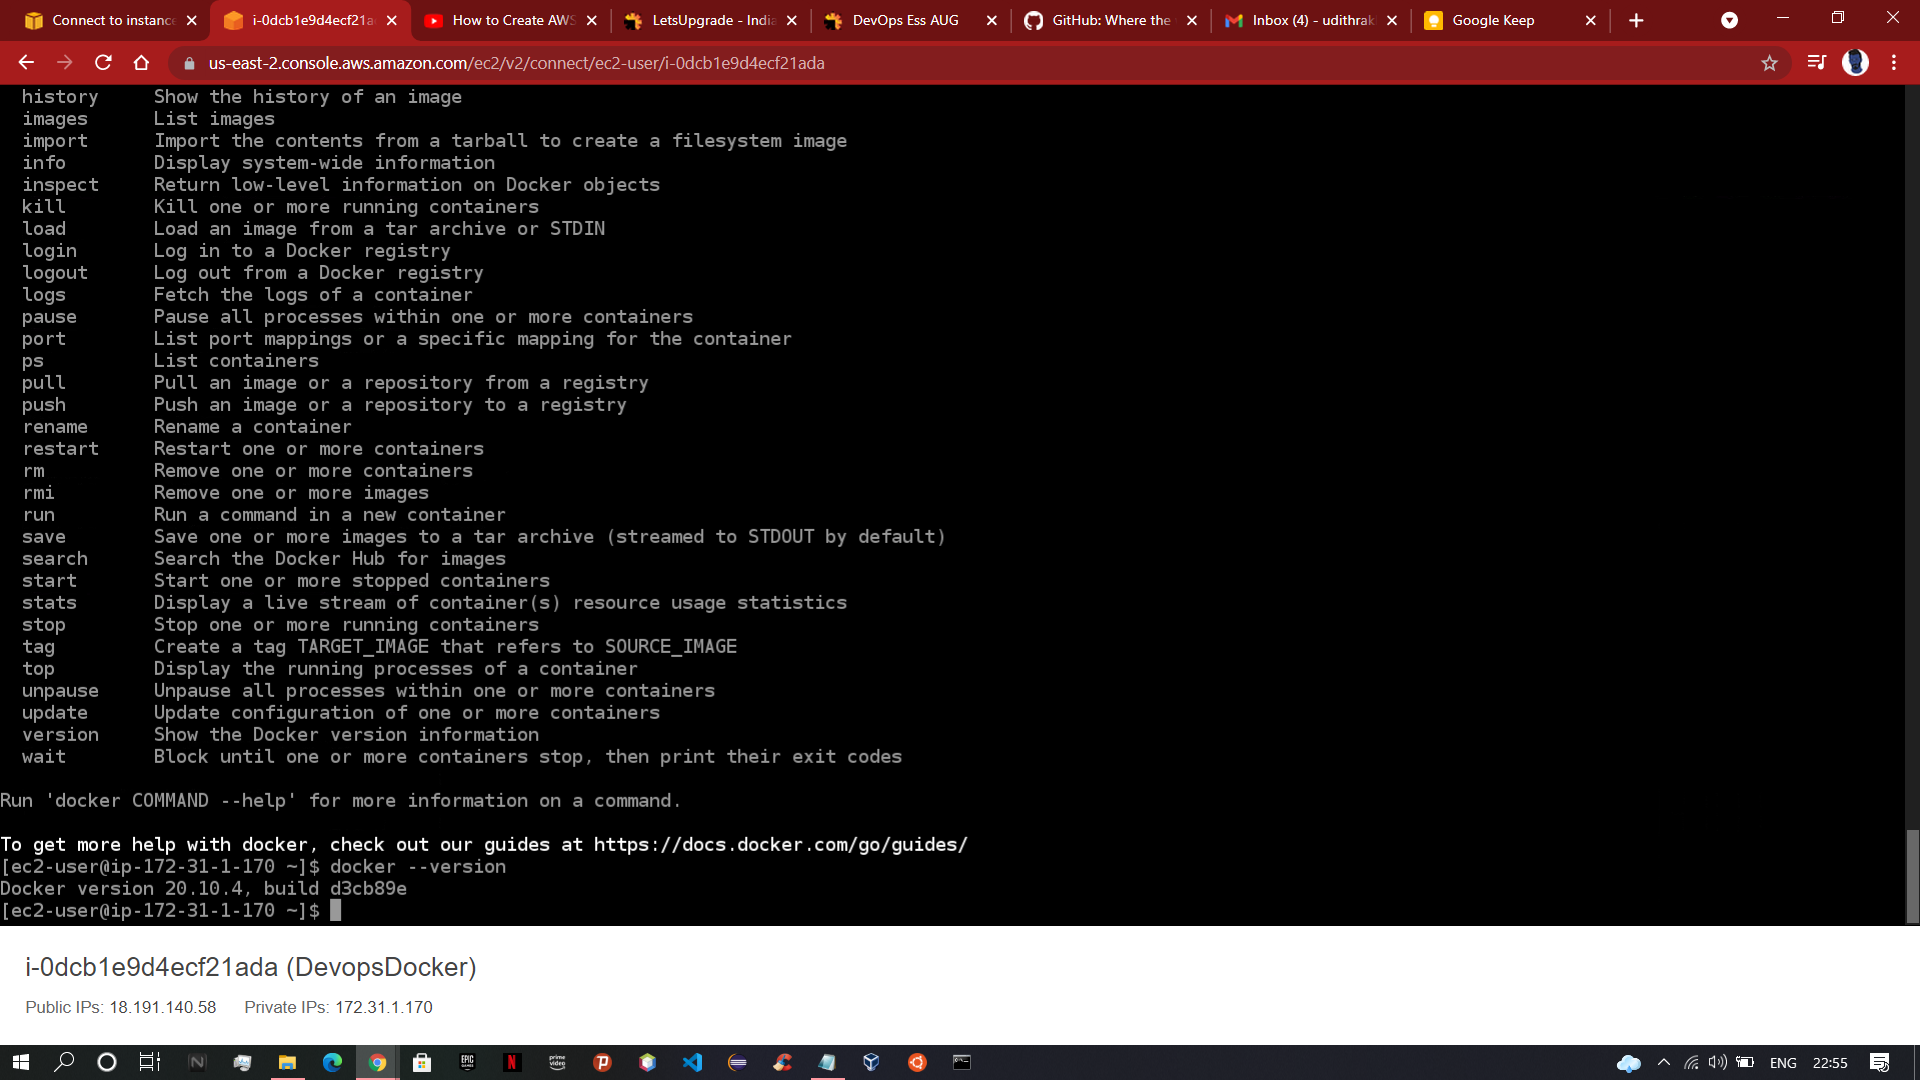 Connect to instance
i-0dcb1e9d4ecf21a
How to Create AWS
LetsUpgrade - India
DevOps Ess AUG
GitHub: Where the
Inbox (4) - udithrak
Google Keep
us-east-2.console.aws.amazon.com/ec2/v2/connect/ec2-user/i-0dcb1e9d4ecf21ada
history Show the history of an image
images List images
import Import the contents from a tarball to create a filesystem image
info Display system-wide information
inspect Return low-level information on Docker objects
kill Kill one or more running containers
load Load an image from a tar archive or STDIN
login Log in to a Docker registry
logout Log out from a Docker registry
logs Fetch the logs of a container
pause Pause all processes within one or more containers
port List port mappings or a specific mapping for the container
ps List containers
pull Pull an image or a repository from a registry
push Push an image or a repository to a registry
rename Rename a container
restart Restart one or more containers
rm Remove one or more containers
rmi Remove one or more images
run Run a command in a new container
save Save one or more images to a tar archive (streamed to STDOUT by default)
search Search the Docker Hub for images
start Start one or more stopped containers
stats Display a live stream of container(s) resource usage statistics
stop Stop one or more running containers
tag Create a tag TARGET_IMAGE that refers to SOURCE_IMAGE
top Display the running processes of a container
unpause Unpause all processes within one or more containers
update Update configuration of one or more containers
version Show the Docker version information
wait Block until one or more containers stop, then print their exit codes
Run 'docker COMMAND --help' for more information on a command.
To get more help with docker, check out our guides at https://docs.docker.com/go/guides/
[ec2-user@ip-172-31-1-170 ~]$ docker --version
Docker version 20.10.4, build d3cb89e
[ec2-user@ip-172-31-1-170 ~]$
i-0dcb1e9d4ecf21ada (DevopsDocker)
Public IPs: 18.191.140.58 Private IPs: 172.31.1.170
N
EPIC GAMES
N
prime video
ENG
22:55